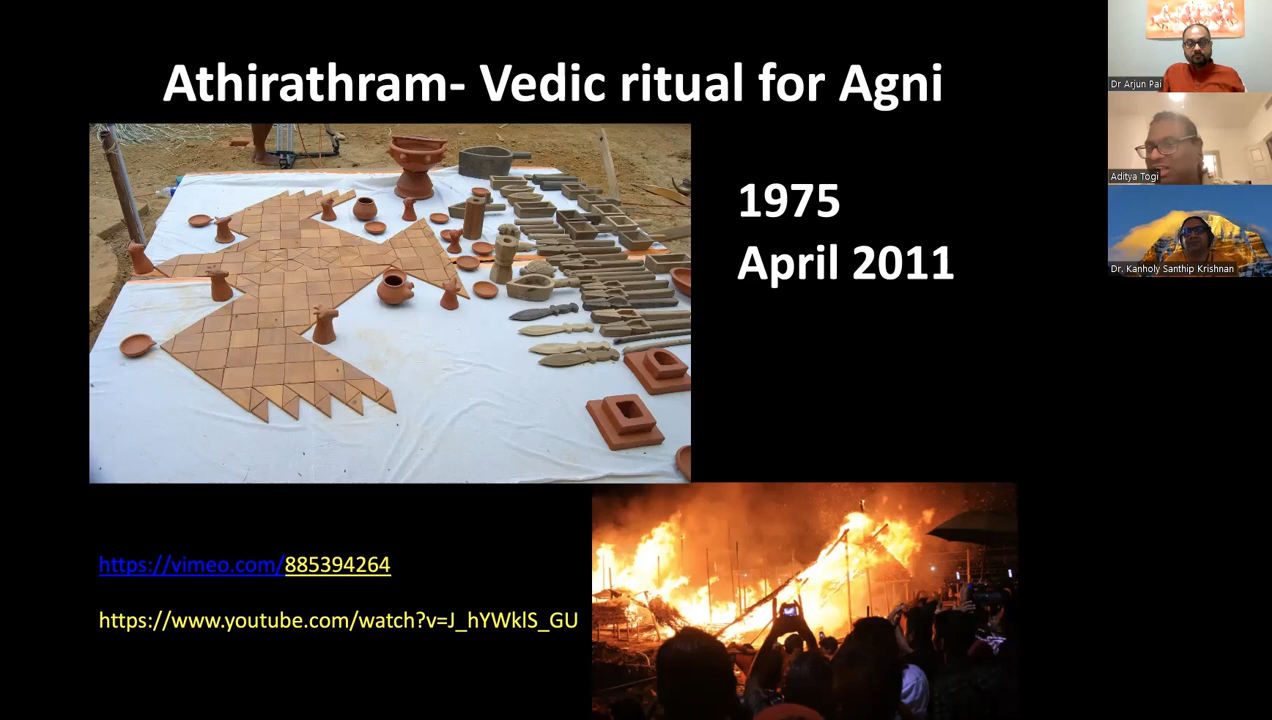 Athirathram- Vedic ritual for Agni
1975
April 2011
https://vimeo.com/885394264
https://www.youtube.com/watch?v=J_hYWklS_GU
Dr Arjun Pai
Aditya Togi
Dr. Kanholy Santhip Krishnan